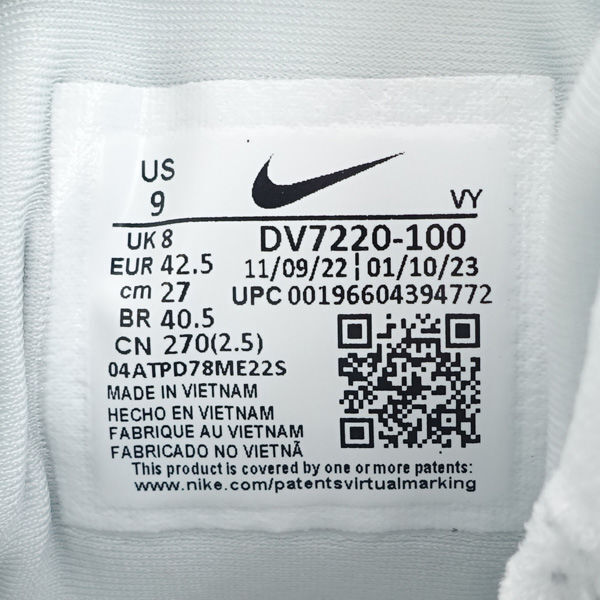 US
9
VY
UK 8
DV7220-100
EUR 42.5
11/09/22 ¦ 01/10/23
cm 27
UPC 00196604394772
BR 40.5
CN 270(2.5)
04ATPD78ME22S
MADE IN VIETNAM
HECHO EN VIETNAM
FABRIQUE AU VIETNAM
FABRICADO NO VIETNÃ
This product is covered by one or more patents:
www.nike.com/patentsvirtualmarking